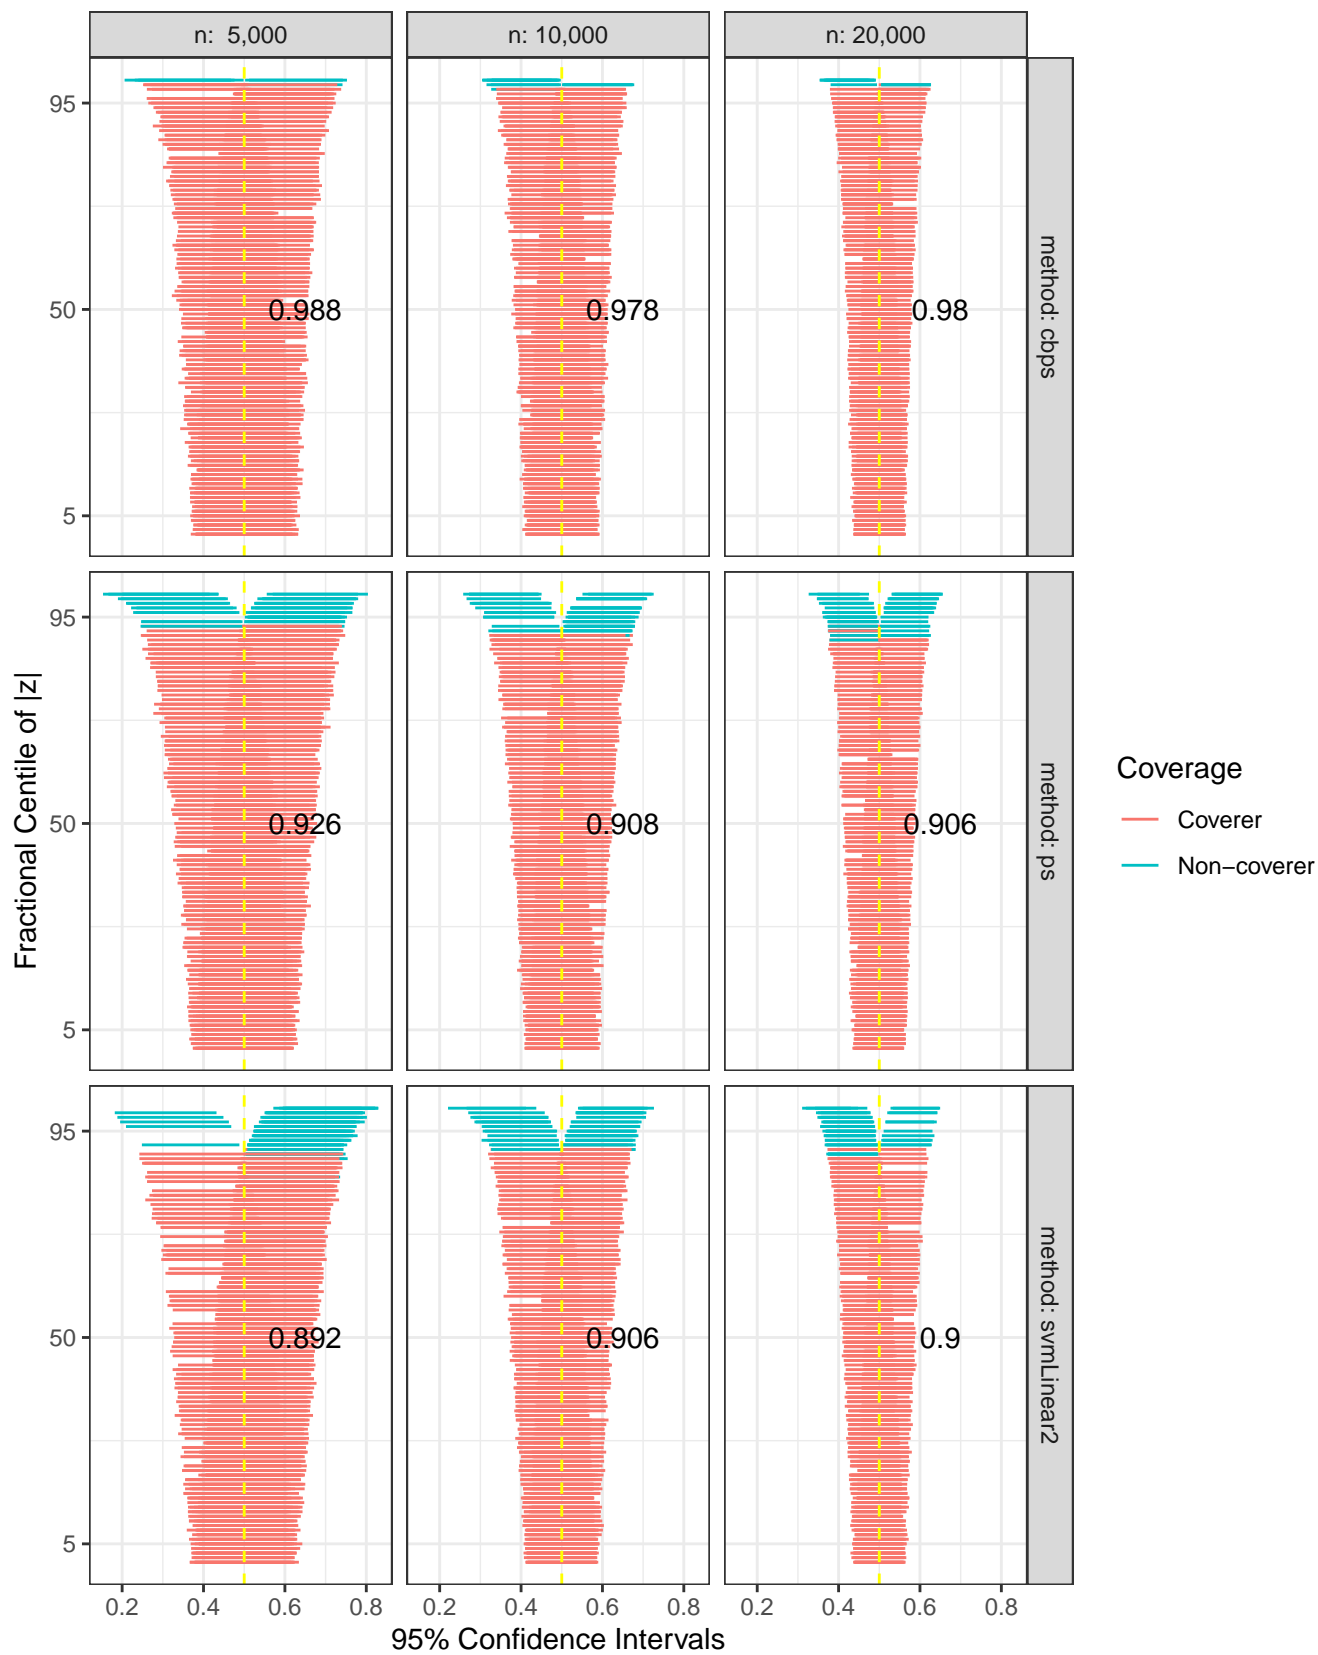 n:  5,000
n: 10,000
n: 20,000
95
50
5
0.988
0.978
0.98
method: cbps
95
50
5
0.926
0.908
0.906
method: ps
95
50
5
0.892
0.906
0.9
method: svmLinear2
Fractional Centile of |z|
0.2 0.4 0.6 0.8
0.2 0.4 0.6 0.8
0.2 0.4 0.6 0.8
95% Confidence Intervals
Coverage
Coverer
Non−coverer